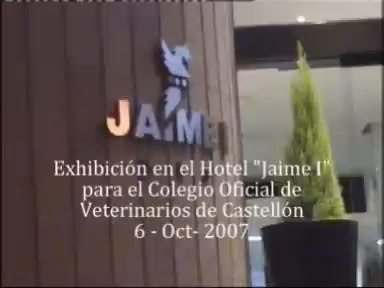 JAIME I
Exhibición en el Hotel "Jaime I"
para el Colegio Oficial de
Veterinarios de Castellón
6 - Oct- 2007